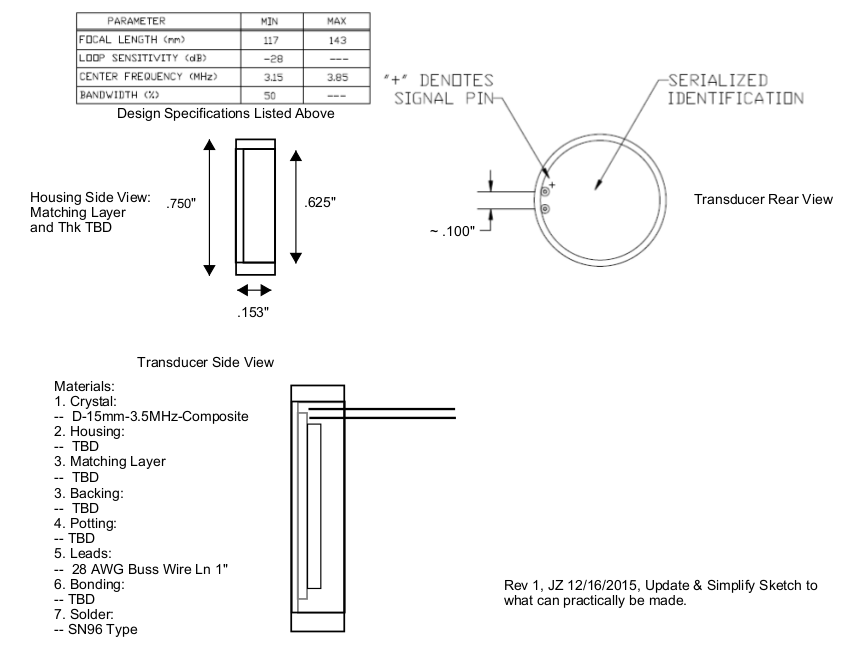 PARAMETER MIN MAX
FOCAL LENGTH (mm) 117 143
LOOP SENSITIVITY (dB) -28 ---
CENTER FREQUENCY (MHz) 3.15 3.85
BANDWIDTH (%) 50 ---
Design Specifications Listed Above
"+" DENOTES
SIGNAL PIN
SERIALIZED
IDENTIFICATION
Housing Side View:
Matching Layer
and Thk TBD
.750"
.625"
.153"
+
~ .100"
Transducer Rear View
Transducer Side View
Materials:
1. Crystal:
-- D-15mm-3.5MHz-Composite
2. Housing:
-- TBD
3. Matching Layer
-- TBD
3. Backing:
-- TBD
4. Potting:
-- TBD
5. Leads:
-- 28 AWG Buss Wire Ln 1"
6. Bonding:
-- TBD
7. Solder:
-- SN96 Type
Rev 1, JZ 12/16/2015, Update & Simplify Sketch to
what can practically be made.